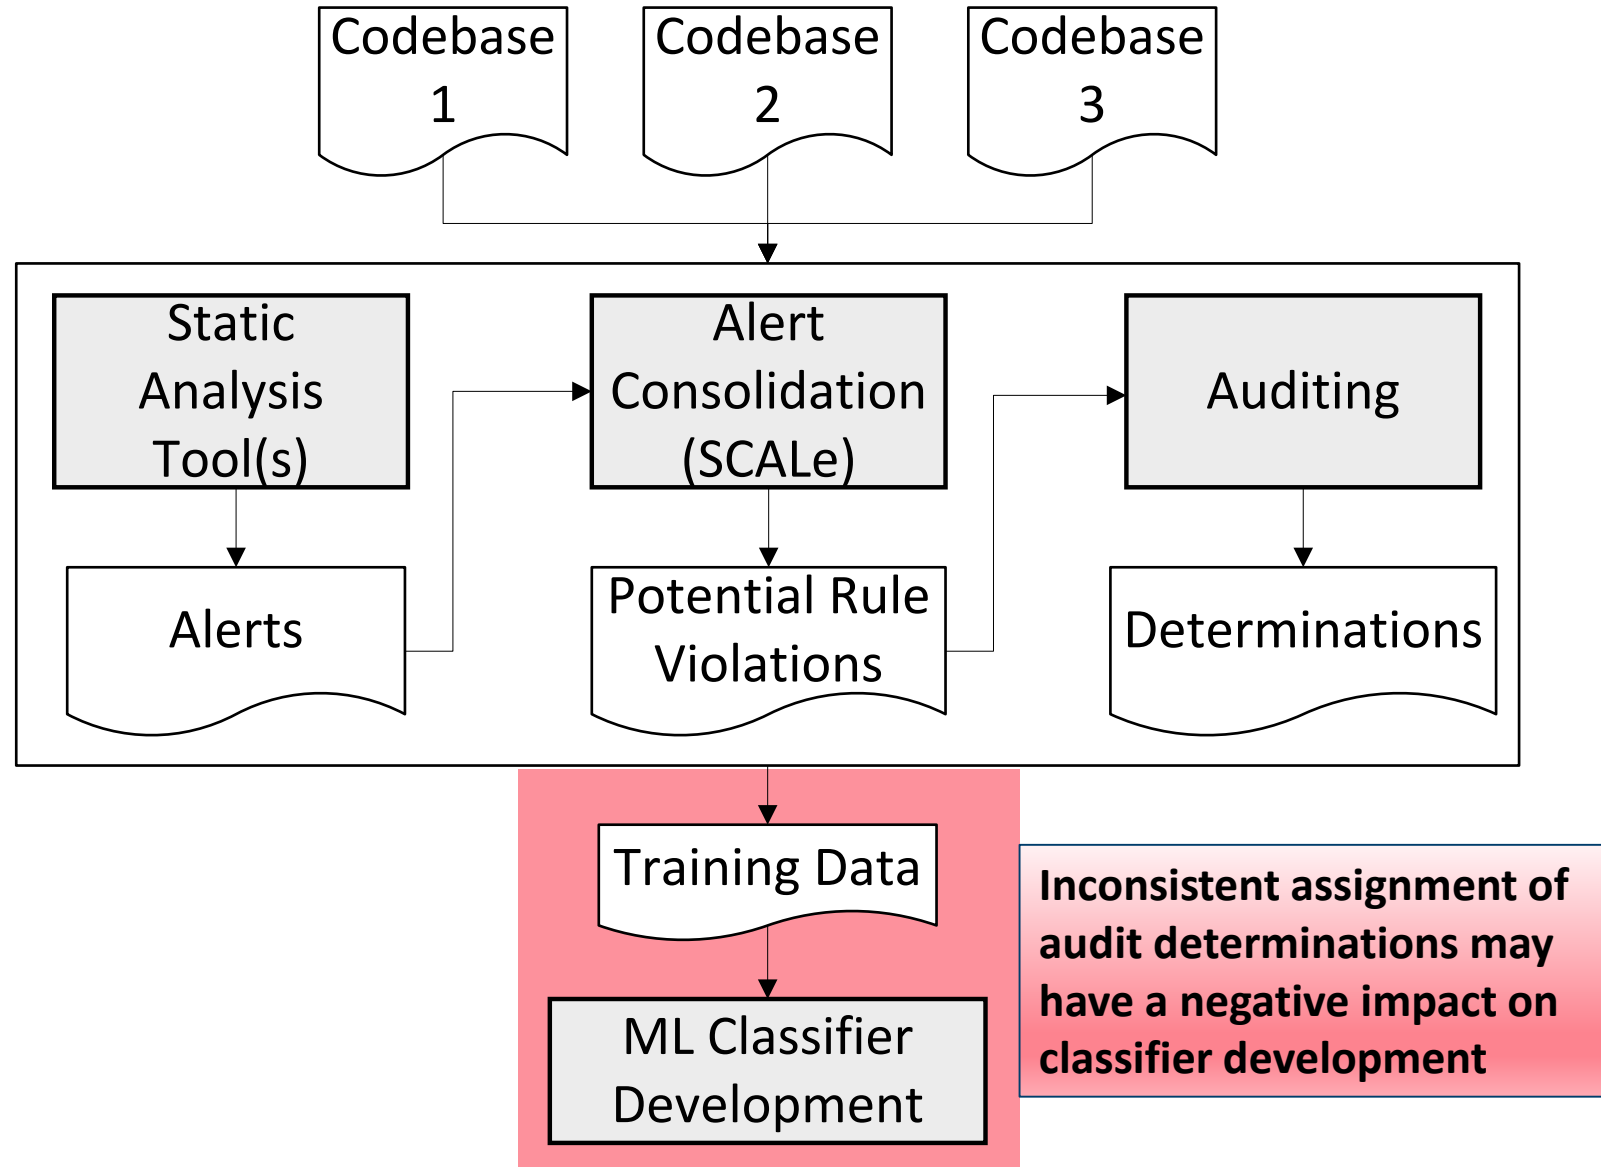 Codebase
1
Codebase
2
Codebase
3
Static
Analysis
Tool(s)
Alert
Consolidation
(SCALe)
Auditing
Alerts
Potential Rule
Violations
Determinations
Training Data
ML Classifier
Development
Inconsistent assignment of
audit determinations may
have a negative impact on
classifier development